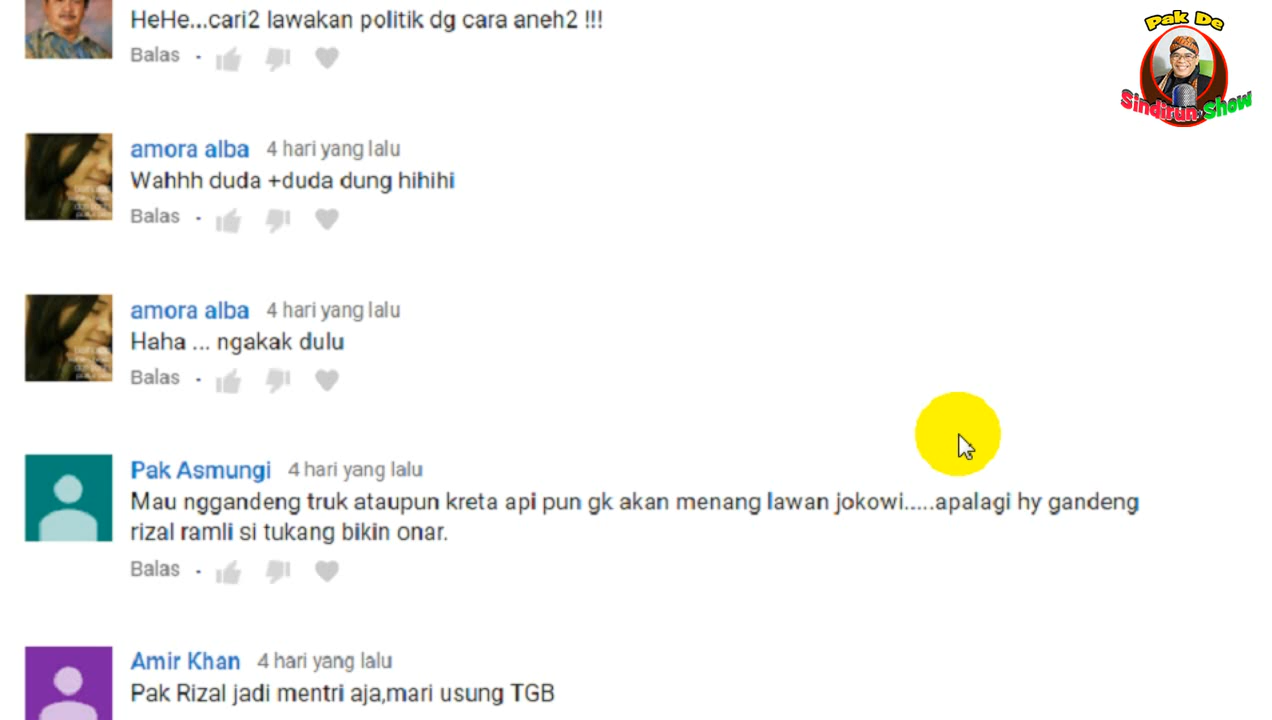 HeHe...cari2 lawakan politik dg cara aneh2 !!!
Balas
Pak De
Sindirun Show
amora alba 4 hari yang lalu
Wahhh duda +duda dung hihihi
Balas
amora alba 4 hari yang lalu
Haha ... ngakak dulu
Balas
Pak Asmungi 4 hari yang lalu
Mau nggandeng truk ataupun kreta api pun gk akan menang lawan jokowi.....apalagi hy gandeng
rizal ramli si tukang bikin onar.
Balas
Amir Khan 4 hari yang lalu
Pak Rizal jadi mentri aja,mari usung TGB